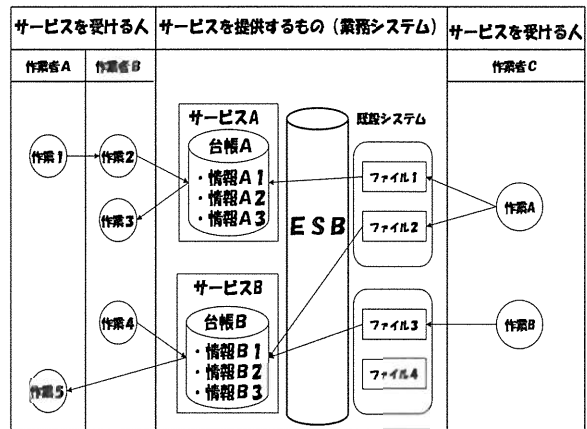 サービスを受ける人
サービスを提供するもの（業務システム）
サービスを受ける人
作業者A
作業者B
作業者C
サービスA
台帳A
・情報A1
・情報A2
・情報A3
ESB
既設システム
ファイル1
ファイル2
作業1
作業2
作業3
作業A
サービスB
台帳B
・情報B1
・情報B2
・情報B3
ファイル3
ファイル4
作業4
作業5
作業B